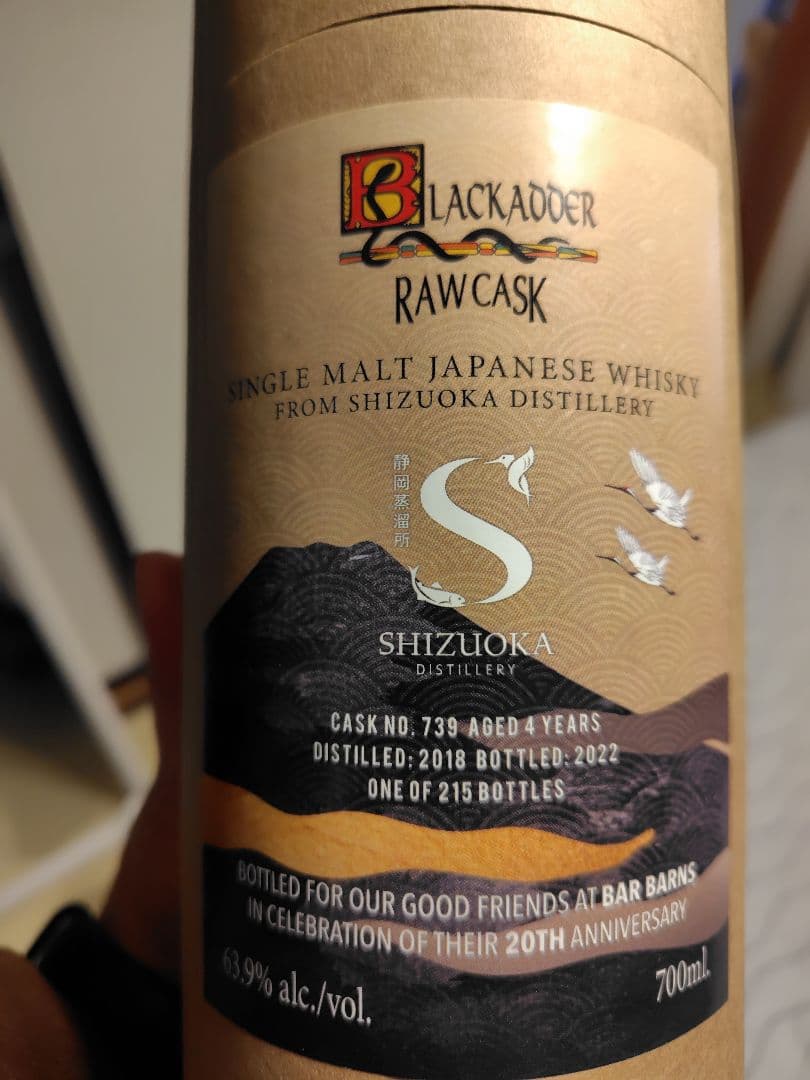 BLACKADDER
RAW CASK
SINGLE MALT JAPANESE WHISKY
FROM SHIZUOKA DISTILLERY
静岡蒸溜所
S
SHIZUOKA
DISTILLERY
CASK NO. 739 AGED 4 YEARS
DISTILLED: 2018 BOTTLED: 2022
ONE OF 215 BOTTLES
BOTTLED FOR OUR GOOD FRIENDS AT BAR BARNS
IN CELEBRATION OF THEIR 20TH ANNIVERSARY
63.9% alc./vol.
700ml.